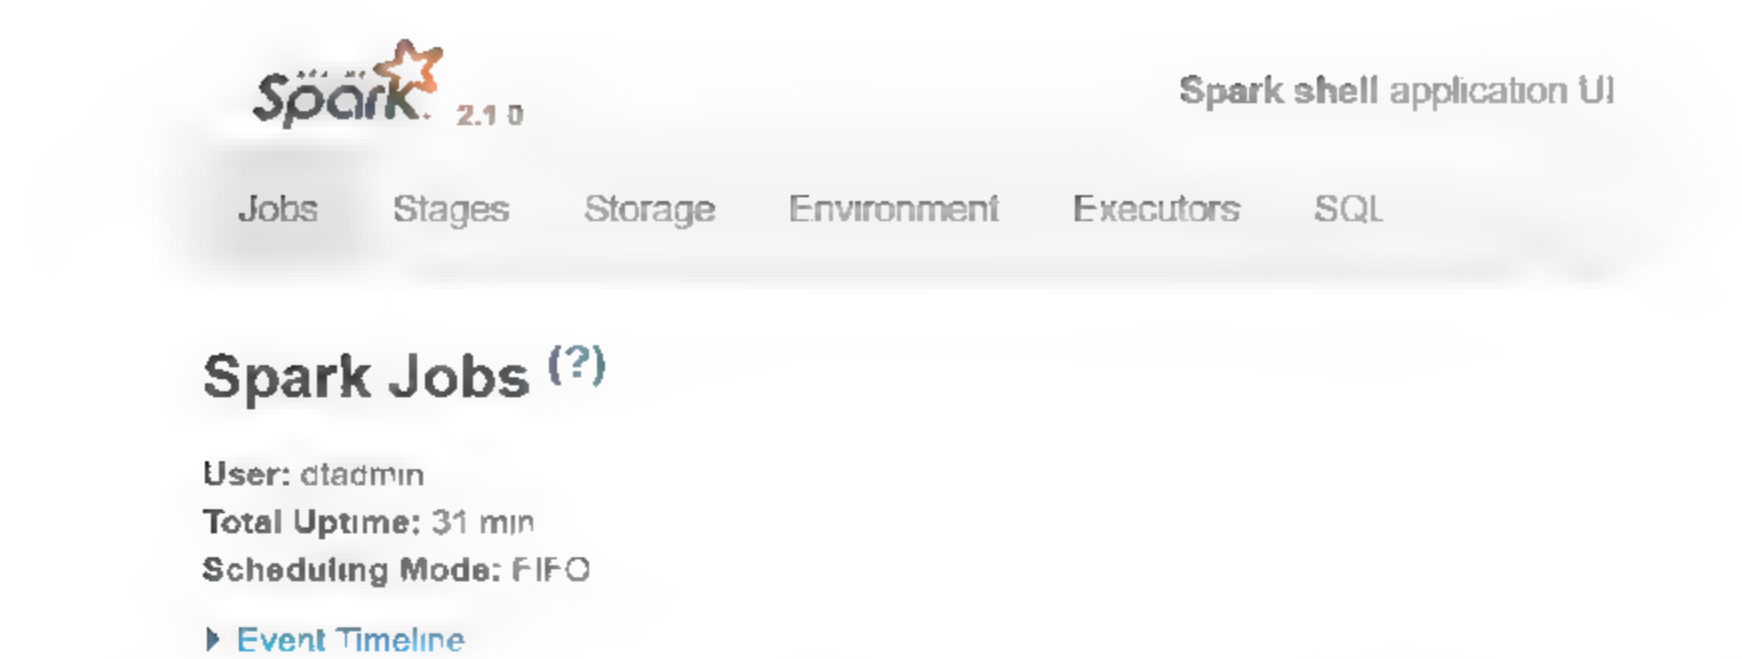 Spark 2.1.0
Spark shell application UI
Jobs Stages Storage Environment Executors SQL
Spark Jobs (?)
User: dtadmin
Total Uptime: 31 min
Scheduling Mode: FIFO
Event Timeline